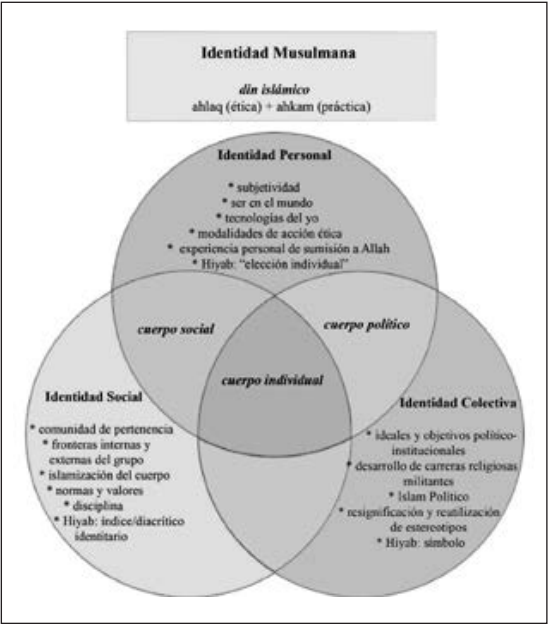 Identidad Musulmana
din islámico
ahlaq (ética) + ahkam (práctica)
Identidad Personal
* subjetividad
* ser en el mundo
* tecnologías del yo
* modalidades de acción ética
* experiencia personal de sumisión a Allah
* Hiyab: “elección individual”
cuerpo social
cuerpo político
cuerpo individual
Identidad Social
* comunidad de pertenencia
* fronteras internas y
externas del grupo
* islamización del cuerpo
* normas y valores
* disciplina
* Hiyab: índice/diacrítico
identitario
Identidad Colectiva
* ideales y objetivos político-
institucionales
* desarrollo de carreras religiosas
militantes
* Islam Político
* resignificación y reutilización
de estereotipos
* Hiyab: símbolo